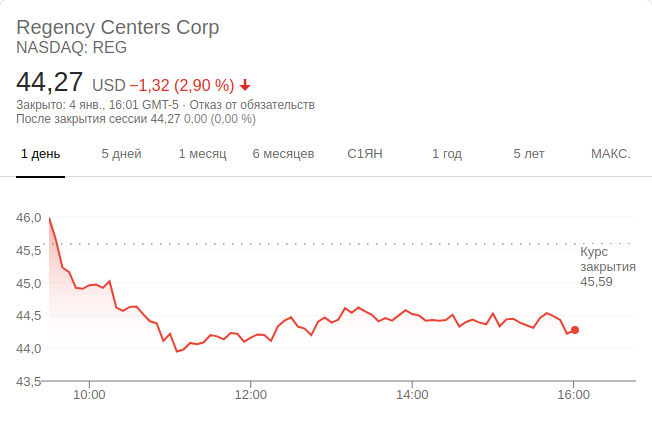 Regency Centers Corp
NASDAQ: REG
44,27 USD −1,32 (2,90 %)
Закрыто: 4 янв., 16:01 GMT-5 · Отказ от обязательств
После закрытия сессии 44,27 0,00 (0,00 %)
1 день 5 дней 1 месяц 6 месяцев С1ЯН 1 год 5 лет МАКС.
46,0
45,5
Курс
закрытия
45,59
45,0
44,5
44,0
43,5
10:00 12:00 14:00 16:00